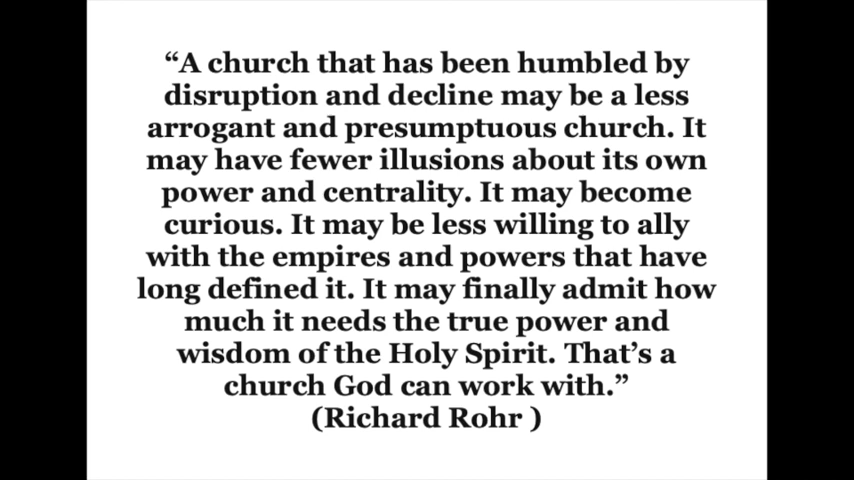 “A church that has been humbled by
disruption and decline may be a less
arrogant and presumptuous church. It
may have fewer illusions about its own
power and centrality. It may become
curious. It may be less willing to ally
with the empires and powers that have
long defined it. It may finally admit how
much it needs the true power and
wisdom of the Holy Spirit. That’s a
church God can work with.”
(Richard Rohr )